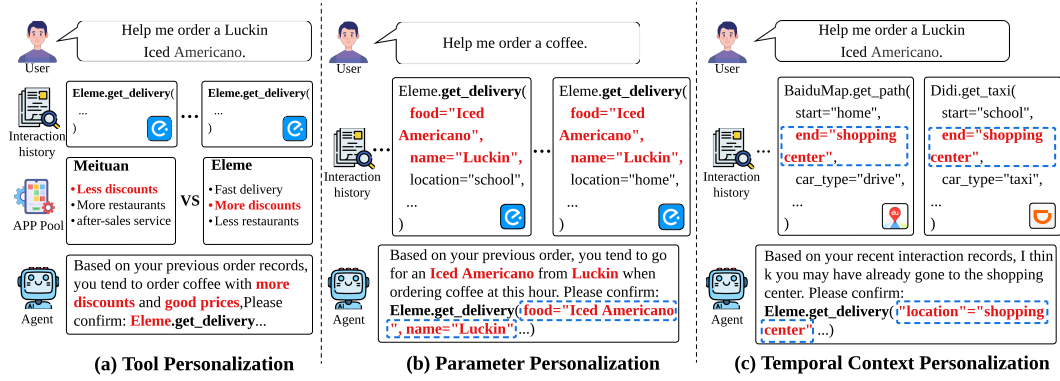 Help me order a Luckin
Iced Americano.
User
Eleme.get_delivery(
...
)
...
Eleme.get_delivery(
...
)
Interaction
history
Meituan
•Less discounts
•More restaurants
•after-sales service
VS
Eleme
•Fast delivery
•More discounts
•Less restaurants
APP Pool
Based on your previous order records,
you tend to order coffee with more
discounts and good prices,Please
confirm: Eleme.get_delivery...
Agent
(a) Tool Personalization
Help me order a coffee.
User
Eleme.get_delivery(
food="Iced
Americano",
name="Luckin",
location="school",
...
)
...
...
Eleme.get_delivery(
food="Iced
Americano",
name="Luckin",
location="home",
...
)
Interaction
history
Based on your previous order, you tend to go
for an Iced Americano from Luckin when
ordering coffee at this hour. Please confirm:
Eleme.get_delivery(food="Iced Americano
", name="Luckin"...)
Agent
(b) Parameter Personalization
Help me order a Luckin
Iced Americano.
User
BaiduMap.get_path(
start="home",
end="shopping
center",
car_type="drive",
...
)
du
...
Didi.get_taxi(
start="school",
end="shopping
center",
car_type="taxi",
...
)
Interaction
history
Based on your recent interaction records, I thin
k you may have already gone to the shopping
center. Please confirm:
Eleme.get_delivery("location"="shopping
center" ...)
Agent
(c) Temporal Context Personalization